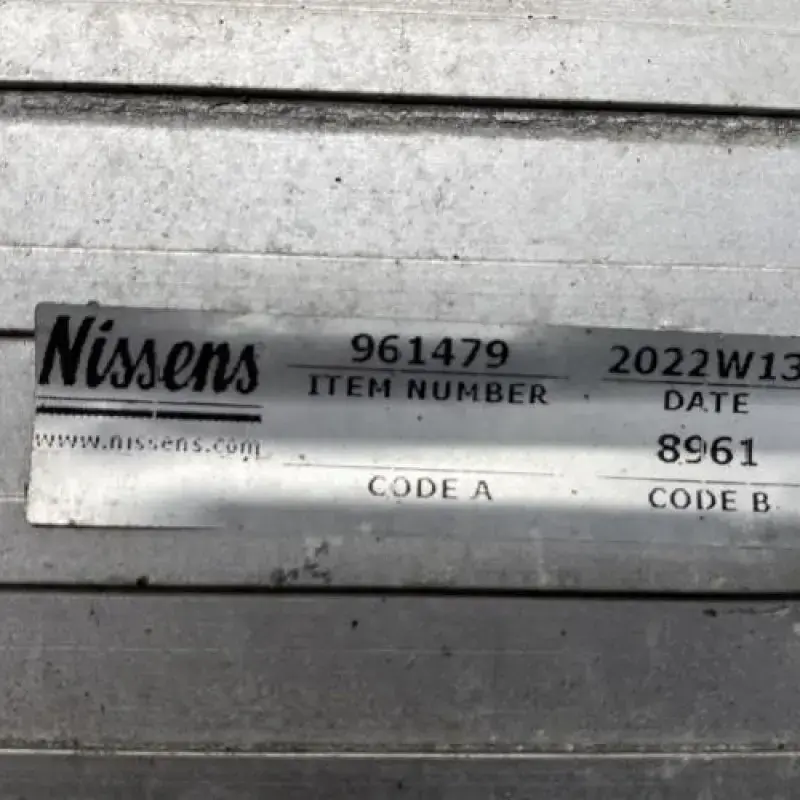 Nissens
www.nissens.com
961479
ITEM NUMBER
CODE A
2022W13
DATE
8961
CODE B